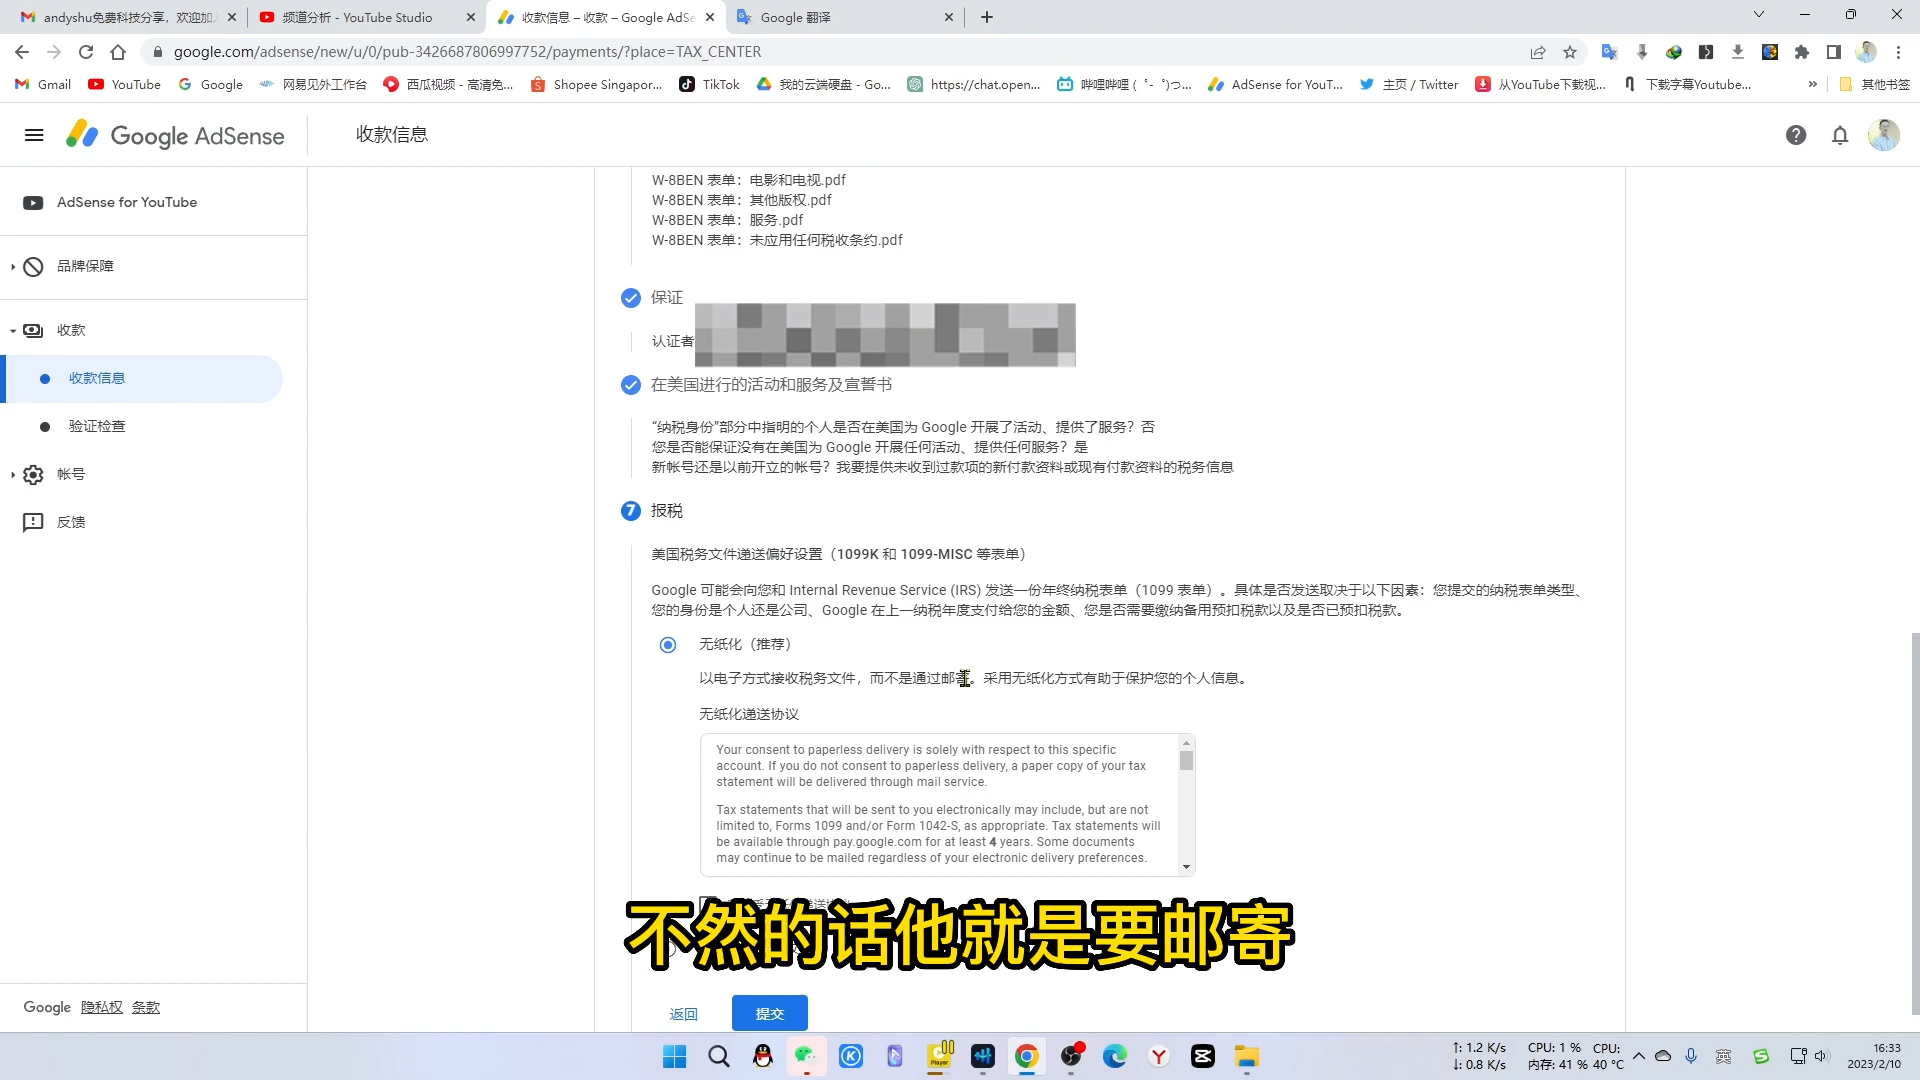 andyshu免费科技分享，欢迎加入
频道分析 - YouTube Studio
收款信息 – 收款 – Google AdSe
Google 翻译
google.com/adsense/new/u/0/pub-3426687806997752/payments/?place=TAX_CENTER
Gmail
YouTube
Google
网易见外工作台
西瓜视频 - 高清免...
Shopee Singapor...
TikTok
我的云端硬盘 - Go...
https://chat.open...
哔哩哔哩 ( ゜- ゜)つ...
AdSense for YouT...
主页 / Twitter
从YouTube下载视...
下载字幕Youtube...
»
其他书签
Google AdSense
收款信息
AdSense for YouTube
品牌保障
收款
收款信息
验证检查
帐号
反馈
Google 隐私权 条款
W-8BEN 表单：电影和电视.pdf
W-8BEN 表单：其他版权.pdf
W-8BEN 表单：服务.pdf
W-8BEN 表单：未应用任何税收条约.pdf
保证
认证者
在美国进行的活动和服务及宣誓书
“纳税身份”部分中指明的个人是否在美国为 Google 开展了活动、提供了服务？否
您是否能保证没有在美国为 Google 开展任何活动、提供任何服务？是
新帐号还是以前开立的帐号？我要提供未收到过款项的新付款资料或现有付款资料的税务信息
7 报税
美国税务文件递送偏好设置（1099K 和 1099-MISC 等表单）
Google 可能会向您和 Internal Revenue Service (IRS) 发送一份年终纳税表单（1099 表单）。具体是否发送取决于以下因素：您提交的纳税表单类型、
您的身份是个人还是公司、Google 在上一纳税年度支付给您的金额、您是否需要缴纳备用预扣税款以及是否已预扣税款。
无纸化（推荐）
以电子方式接收税务文件，而不是通过邮寄。采用无纸化方式有助于保护您的个人信息。
无纸化递送协议
Your consent to paperless delivery is solely with respect to this specific
account. If you do not consent to paperless delivery, a paper copy of your tax
statement will be delivered through mail service.
Tax statements that will be sent to you electronically may include, but are not
limited to, Forms 1099 and/or Form 1042-S, as appropriate. Tax statements will
be available through pay.google.com for at least 4 years. Some documents
may continue to be mailed regardless of your electronic delivery preferences.
不然的话他就是要邮寄
返回
提交
↑: 1.2 K/s
↓: 0.8 K/s
CPU: 1 % CPU:
内存: 41 % 40 °C
英
16:33
2023/2/10